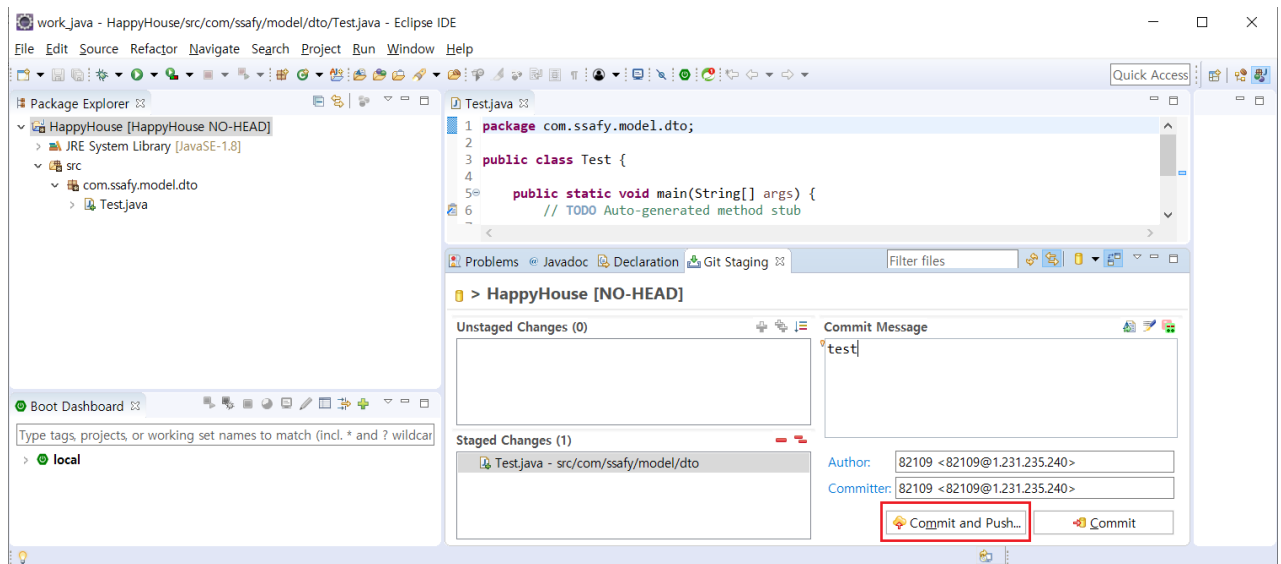 work_java - HappyHouse/src/com/ssafy/model/dto/Test.java - Eclipse IDE
File Edit Source Refactor Navigate Search Project Run Window Help
Quick Access
Package Explorer
HappyHouse [HappyHouse NO-HEAD]
JRE System Library [JavaSE-1.8]
src
com.ssafy.model.dto
Test.java
Test.java
1 package com.ssafy.model.dto;
2
3 public class Test {
4
5 public static void main(String[] args) {
6 // TODO Auto-generated method stub
Problems @ Javadoc Declaration Git Staging
Filter files
> HappyHouse [NO-HEAD]
Unstaged Changes (0)
Staged Changes (1)
Test.java - src/com/ssafy/model/dto
Commit Message
test
Author: 82109 <82109@1.231.235.240>
Committer: 82109 <82109@1.231.235.240>
Commit and Push...
Commit
Boot Dashboard
Type tags, projects, or working set names to match (incl. * and ? wildcar
local